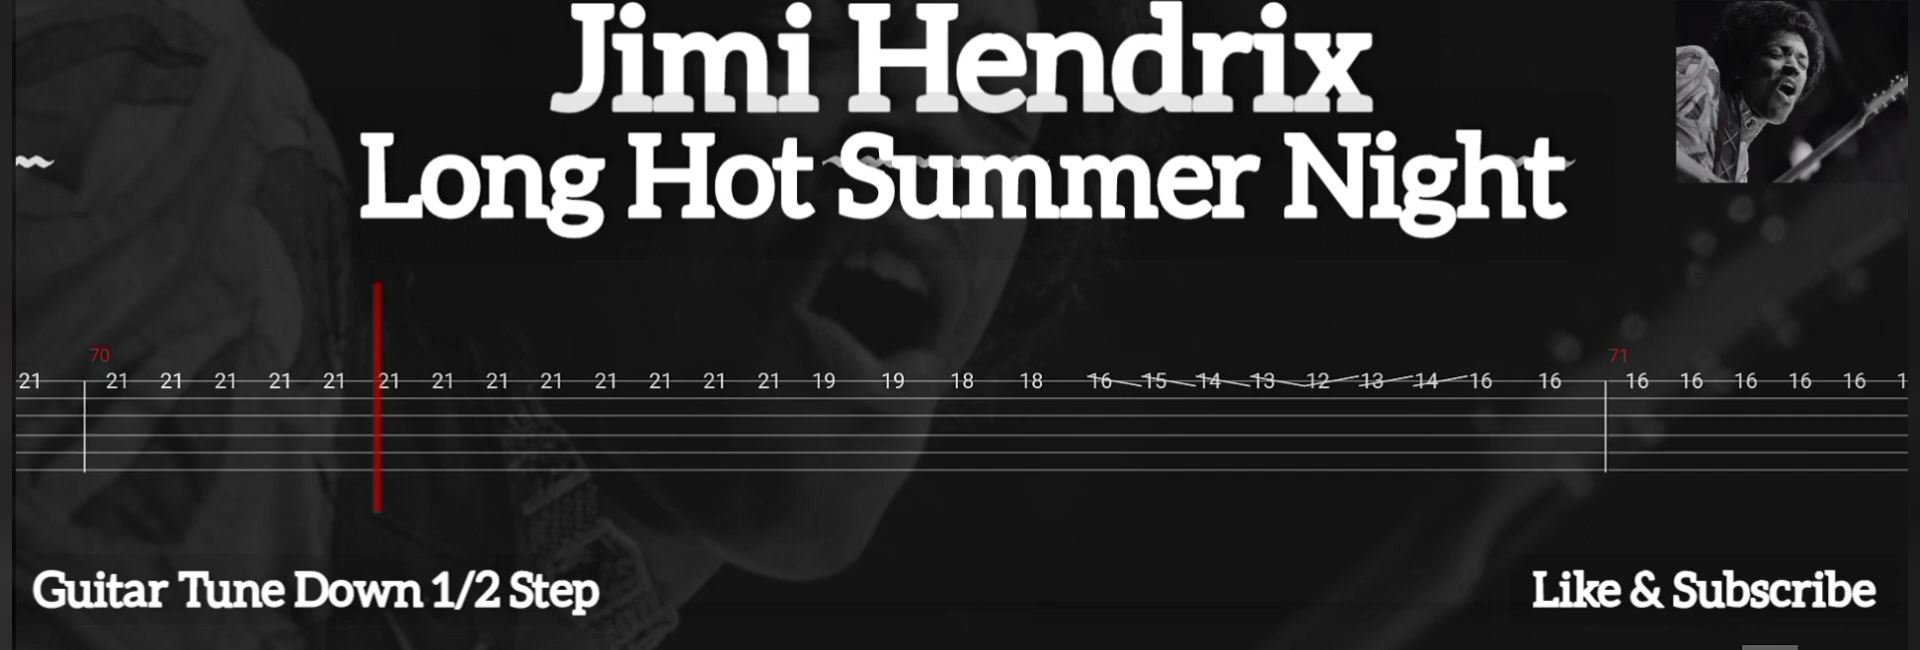 Jimi Hendrix
Long Hot Summer Night
70 71
21 21 21 21 21 21 21 21 21 21 21 21 21 21 19 19 18 18 16 15 14 13 12 13 14 16 16 16 16 16 16 16
Guitar Tune Down 1/2 Step
Like & Subscribe